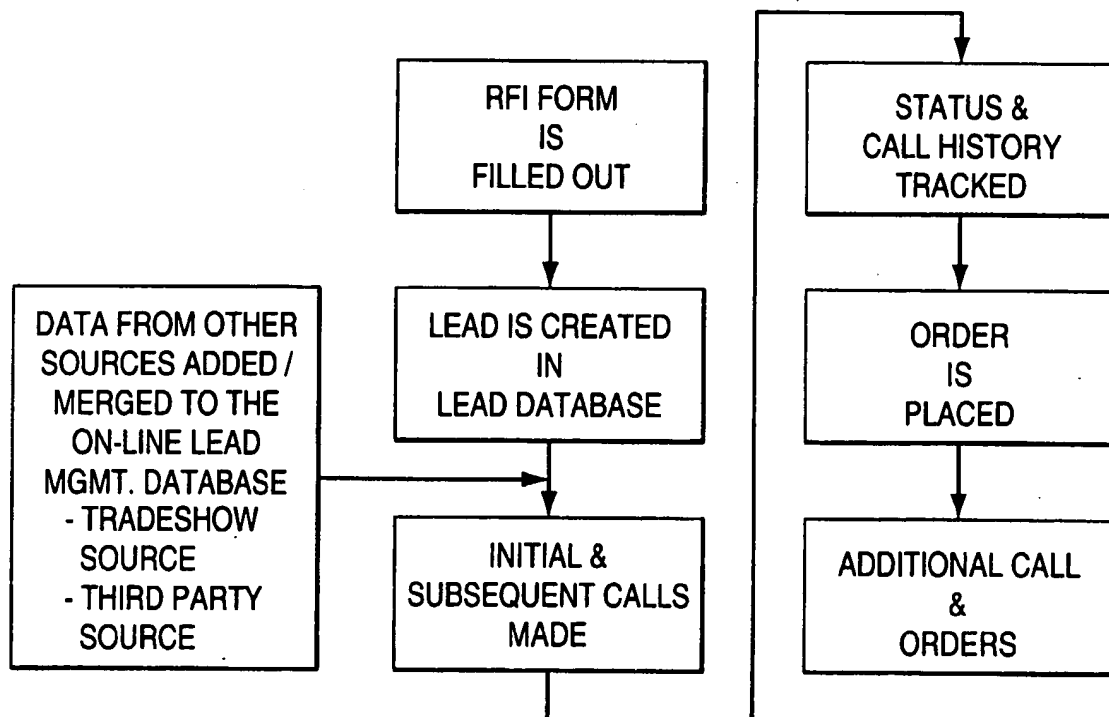 RFI FORM
IS
FILLED OUT
LEAD IS CREATED
IN
LEAD DATABASE
DATA FROM OTHER
SOURCES ADDED /
MERGED TO THE
ON-LINE LEAD
MGMT. DATABASE
- TRADESHOW
SOURCE
- THIRD PARTY
SOURCE
INITIAL &
SUBSEQUENT CALLS
MADE
STATUS &
CALL HISTORY
TRACKED
ORDER
IS
PLACED
ADDITIONAL CALL
&
ORDERS